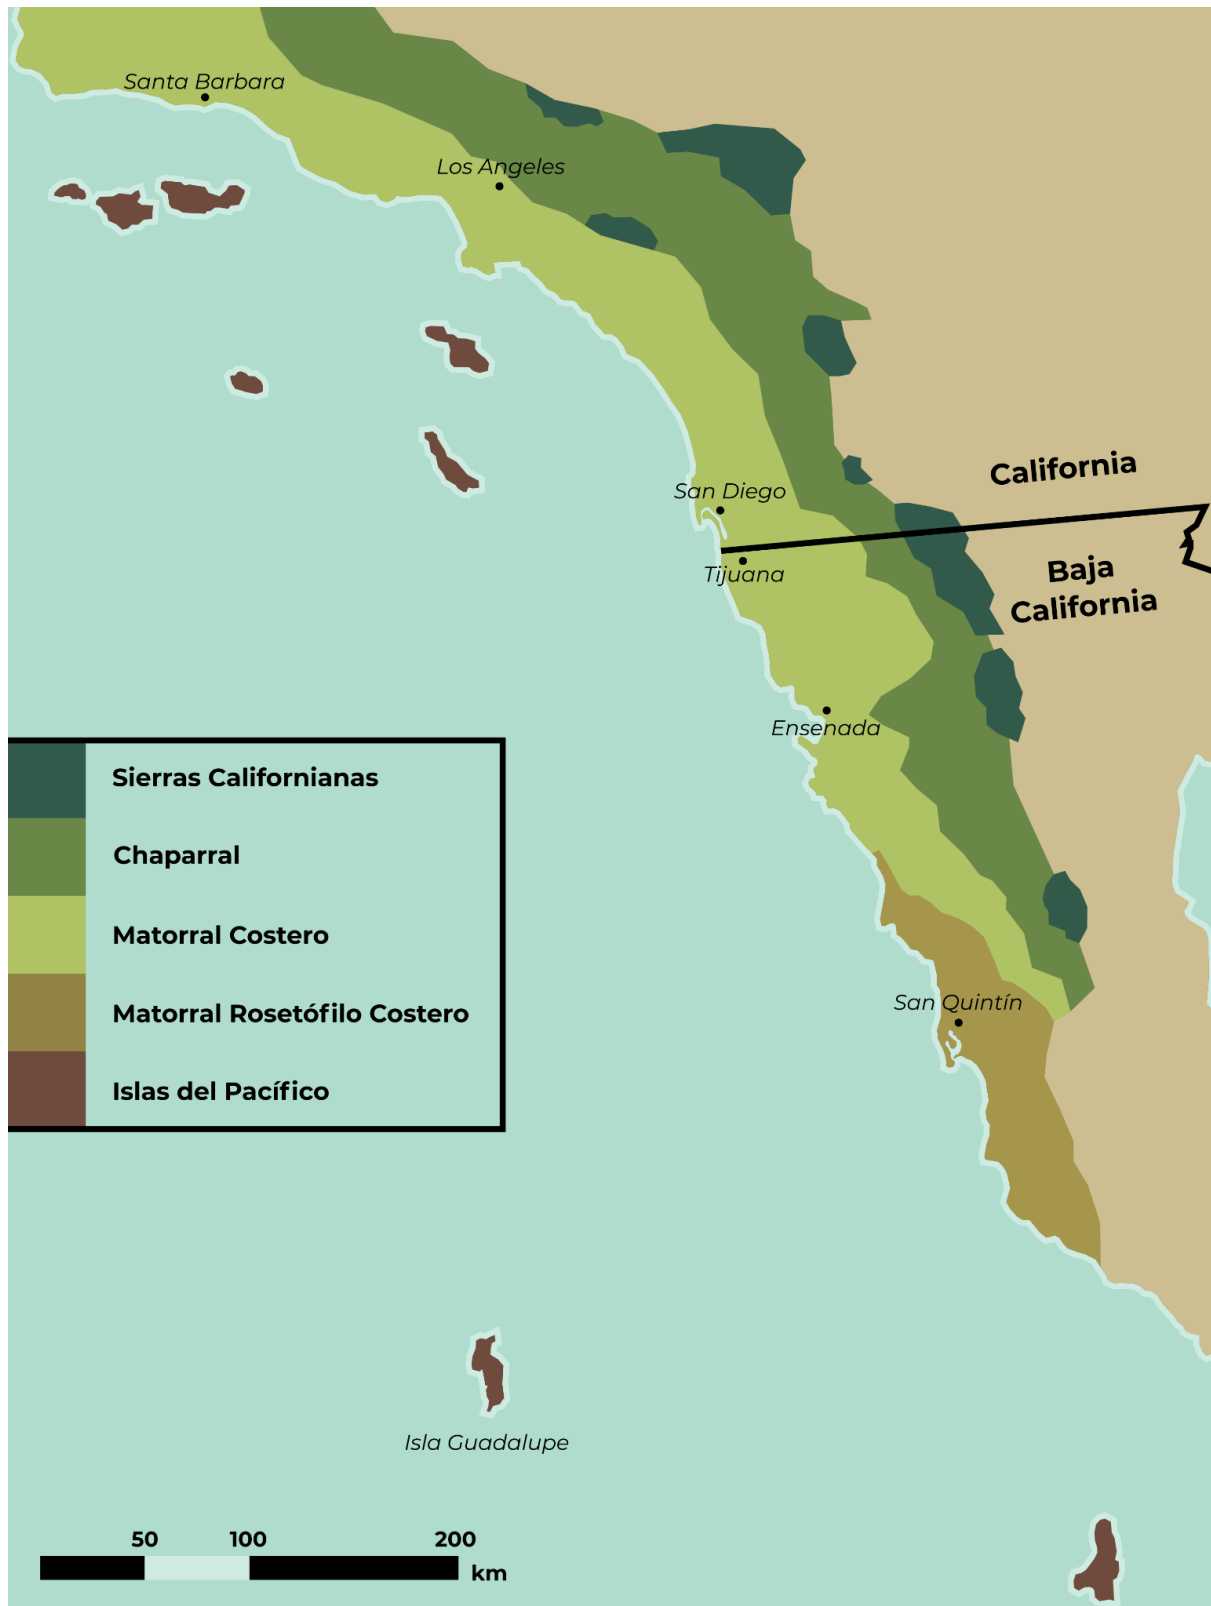 Santa Barbara
Los Angeles
California
San Diego
Baja
California
Tijuana
Ensenada
Sierras Californianas
Chaparral
Matorral Costero
Matorral Rosetófilo Costero
Islas del Pacífico
San Quintín
Isla Guadalupe
50 100 200
km